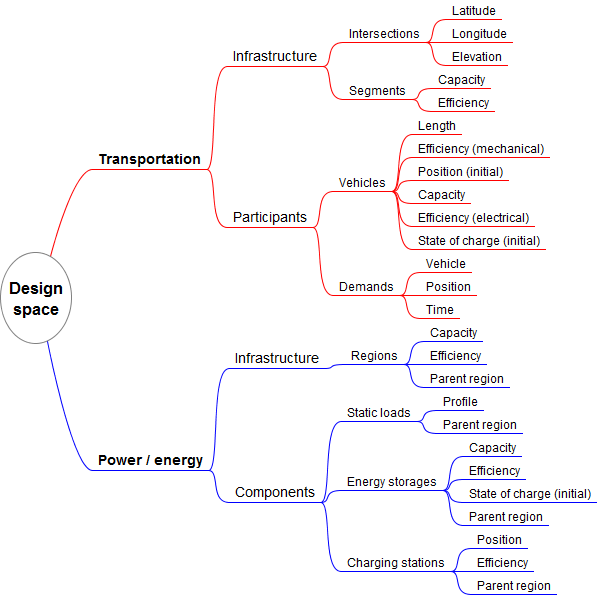 Design
space
Transportation
Infrastructure
Intersections
Latitude
Longitude
Elevation
Segments
Capacity
Efficiency
Participants
Vehicles
Length
Efficiency (mechanical)
Position (initial)
Capacity
Efficiency (electrical)
State of charge (initial)
Demands
Vehicle
Position
Time
Power / energy
Infrastructure
Regions
Capacity
Efficiency
Parent region
Components
Static loads
Profile
Parent region
Energy storages
Capacity
Efficiency
State of charge (initial)
Parent region
Charging stations
Position
Efficiency
Parent region